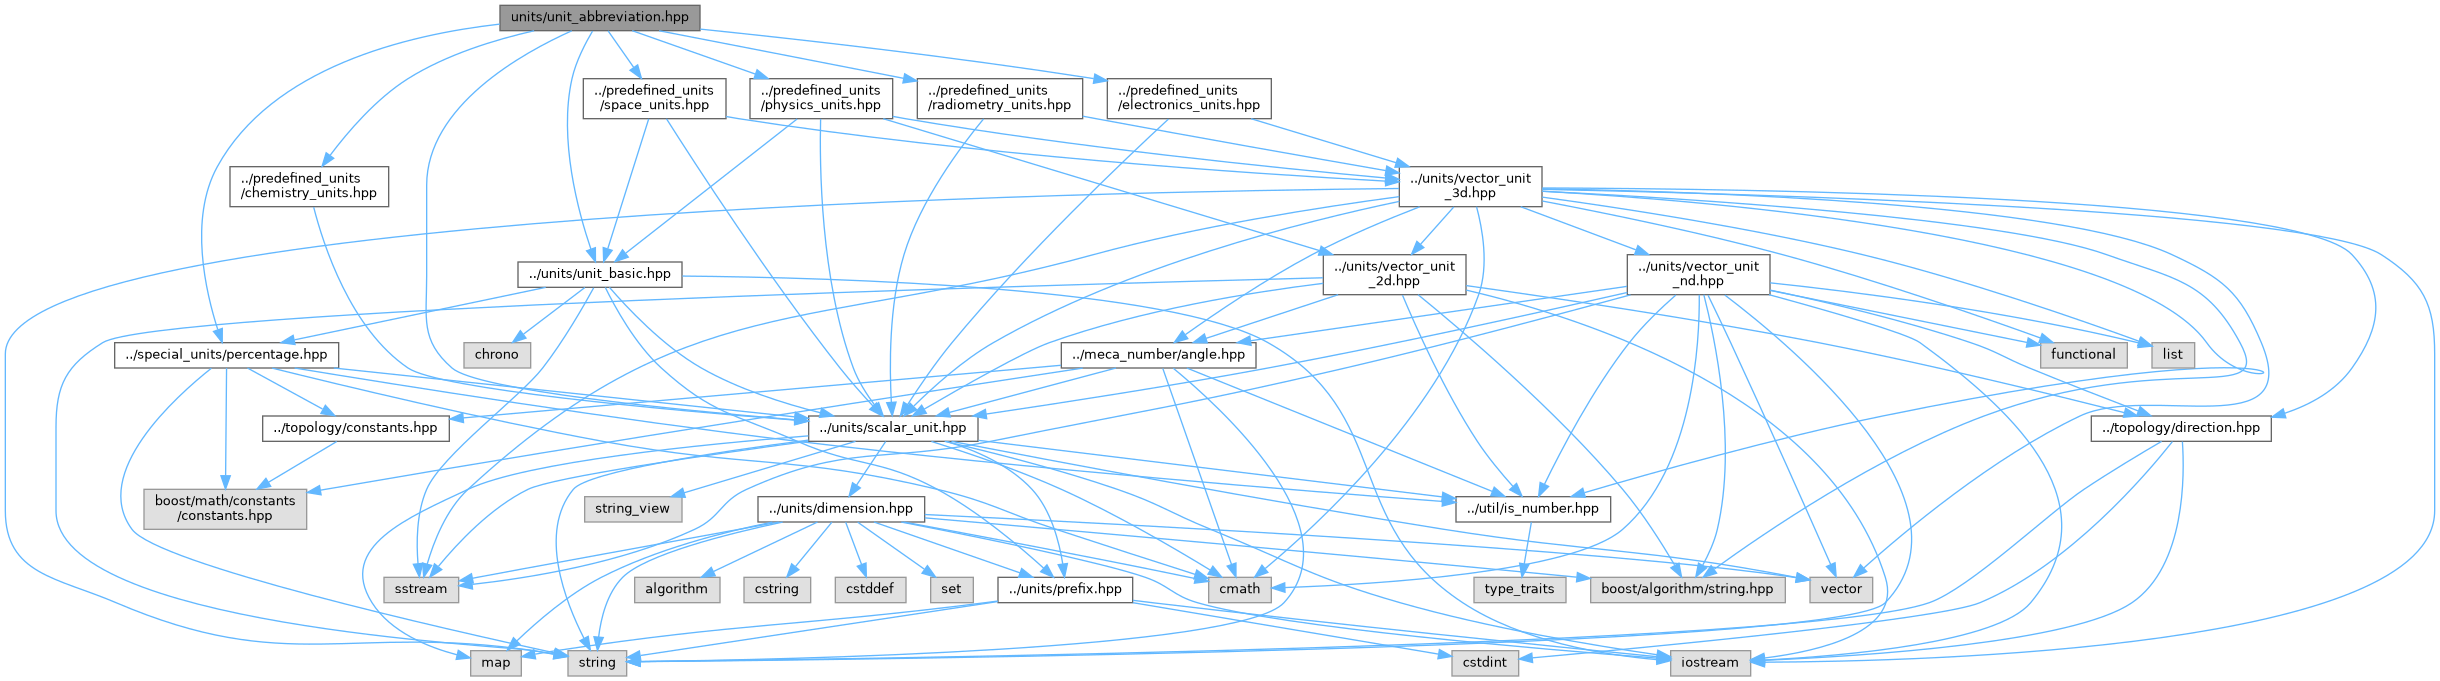 units/unit_abbreviation.hpp
../predefined_units
/space_units.hpp
../predefined_units
/physics_units.hpp
../predefined_units
/radiometry_units.hpp
../predefined_units
/electronics_units.hpp
../predefined_units
/chemistry_units.hpp
../units/vector_unit
_3d.hpp
../units/unit_basic.hpp
../units/vector_unit
_2d.hpp
../units/vector_unit
_nd.hpp
../special_units/percentage.hpp
chrono
../meca_number/angle.hpp
functional
list
../topology/constants.hpp
../units/scalar_unit.hpp
../topology/direction.hpp
boost/math/constants
/constants.hpp
string_view
../units/dimension.hpp
../util/is_number.hpp
sstream
algorithm
cstring
cstddef
set
../units/prefix.hpp
cmath
type_traits
boost/algorithm/string.hpp
vector
map
string
cstdint
iostream